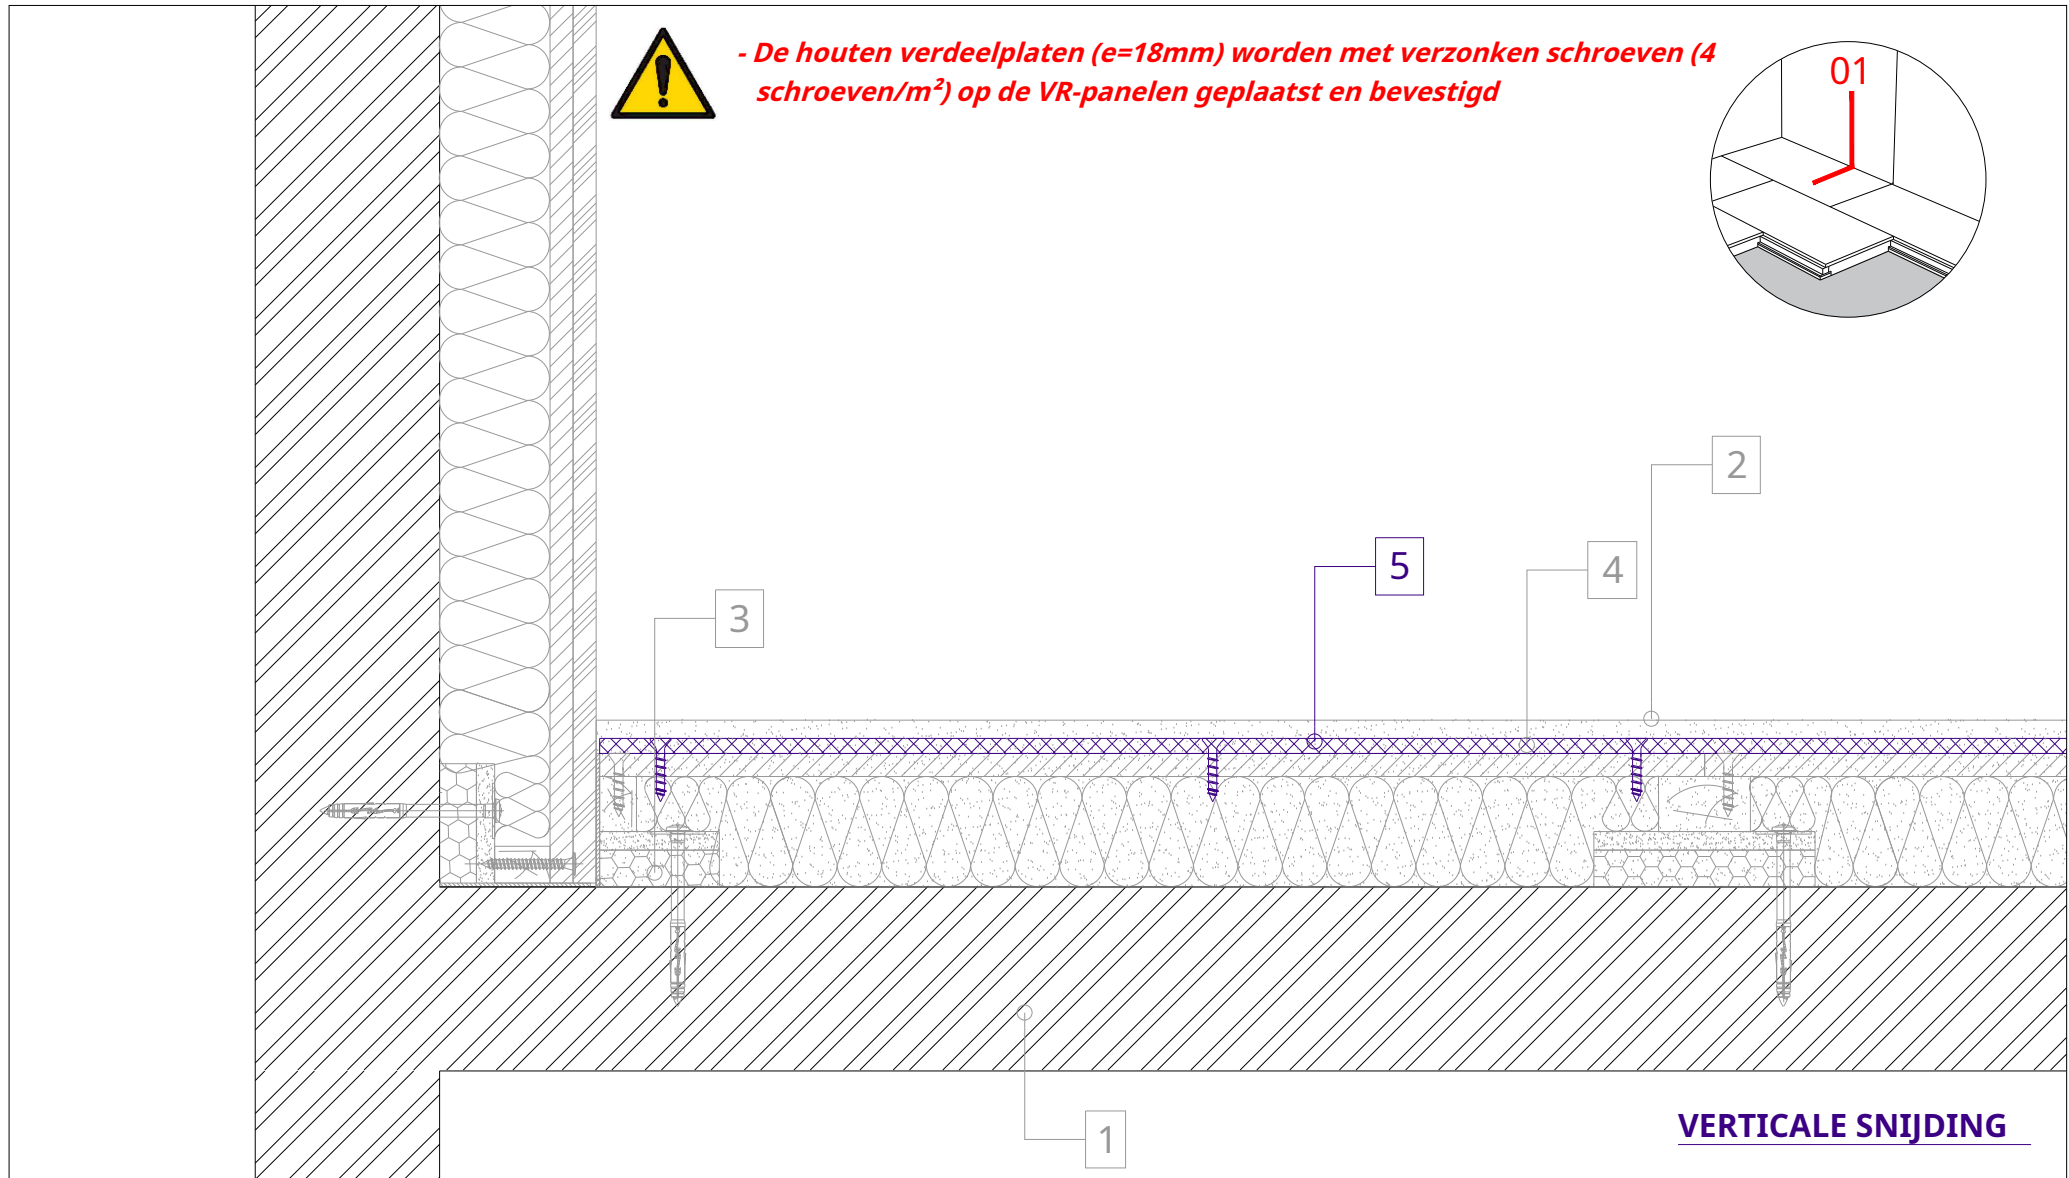 - De houten verdeelplaten (e=18mm) worden met verzonken schroeven (4
schroeven/m²) op de VR-panelen geplaatst en bevestigd
01
2
5
4
3
1
VERTICALE SNIJDING